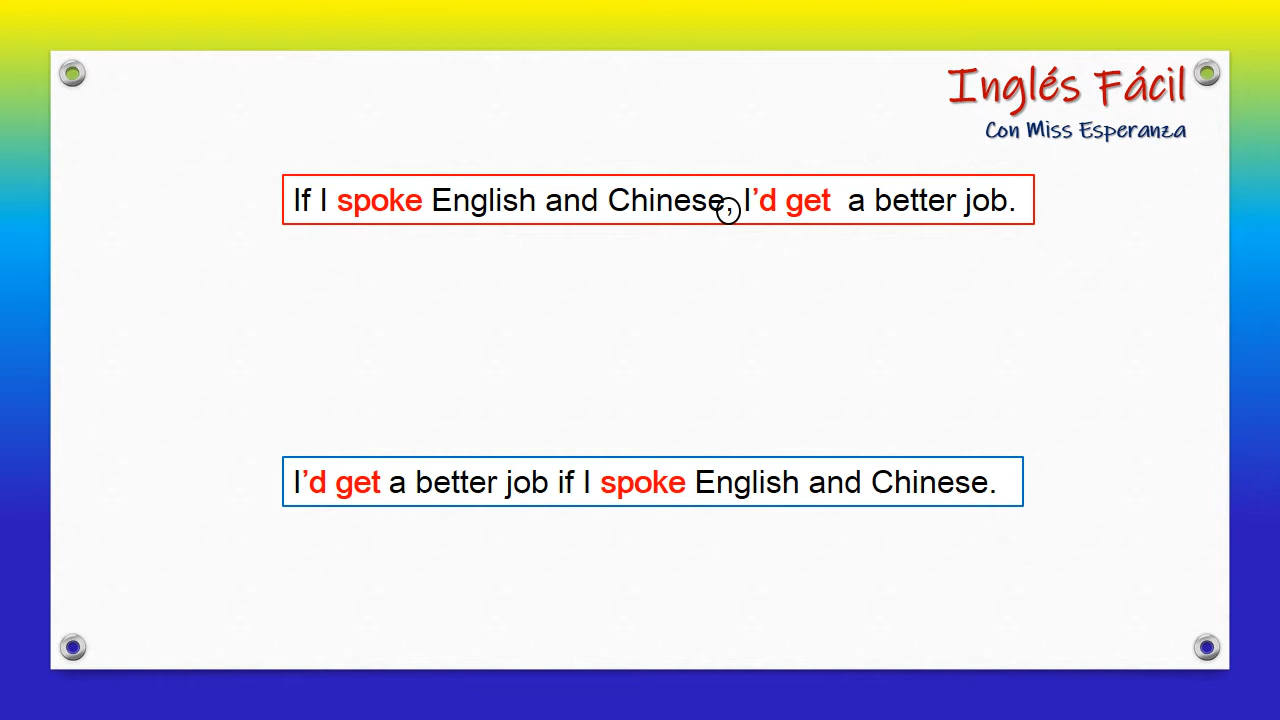 Inglés Fácil
Con Miss Esperanza
If I spoke English and Chinese, I’d get a better job.
I’d get a better job if I spoke English and Chinese.